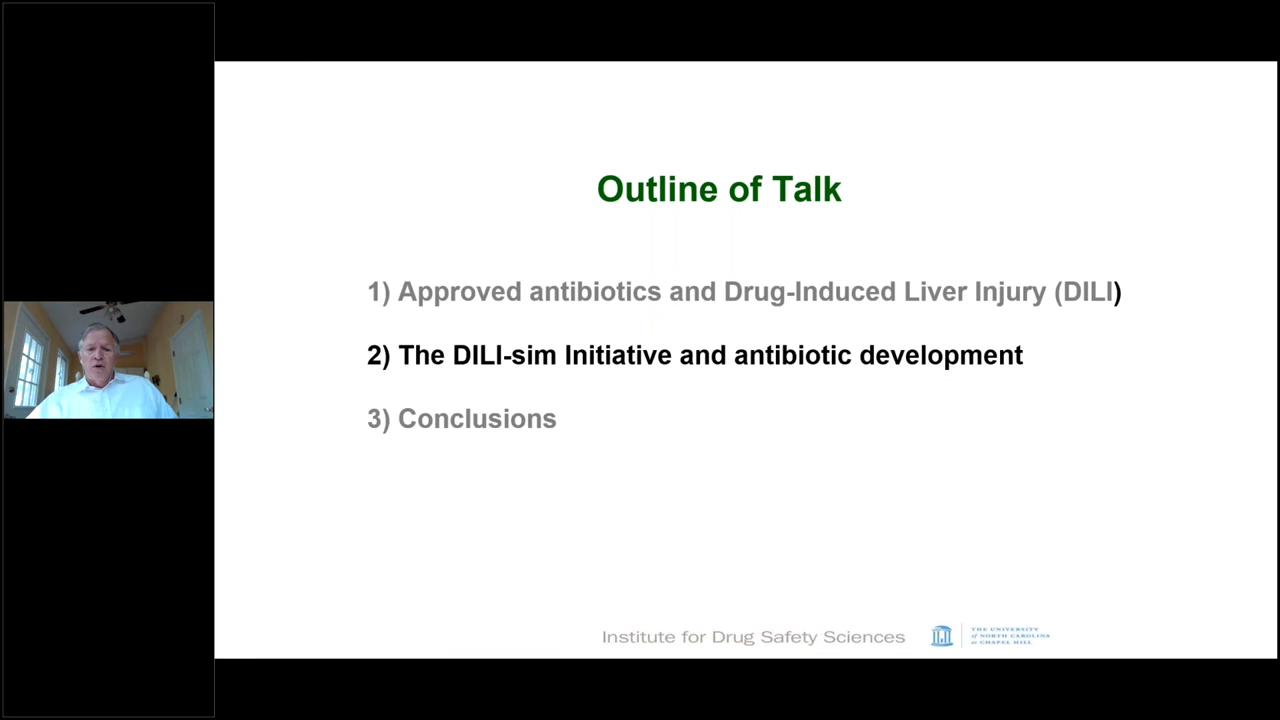 Outline of Talk
1) Approved antibiotics and Drug-Induced Liver Injury (DILI)
2) The DILI-sim Initiative and antibiotic development
3) Conclusions
Institute for Drug Safety Sciences
THE UNIVERSITY
of NORTH CAROLINA
at CHAPEL HILL